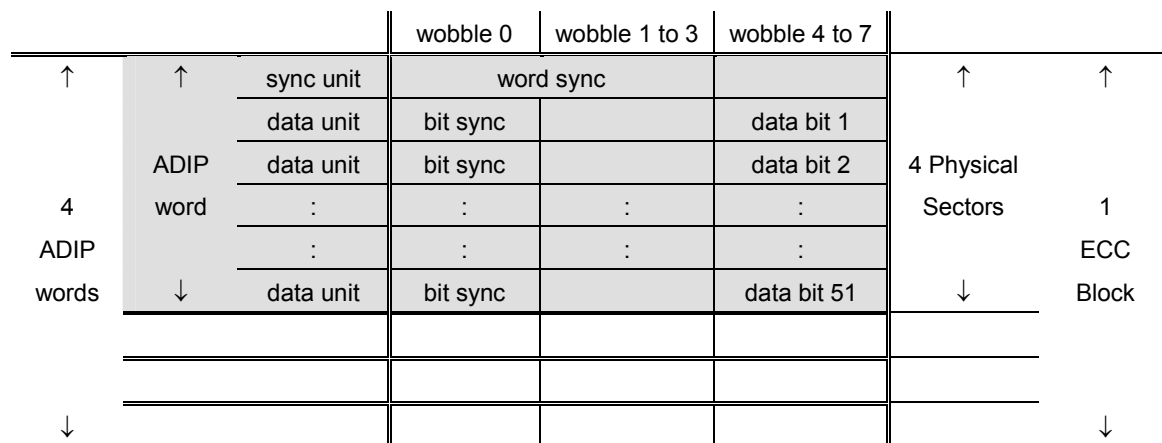 wobble 0 wobble 1 to 3 wobble 4 to 7
↑ ↑ sync unit word sync ↑ ↑
data unit bit sync data bit 1
ADIP data unit bit sync data bit 2 4 Physical
4 word : : : Sectors 1
ADIP : : : ECC
words ↓ data unit bit sync data bit 51 ↓ Block
↓ ↓